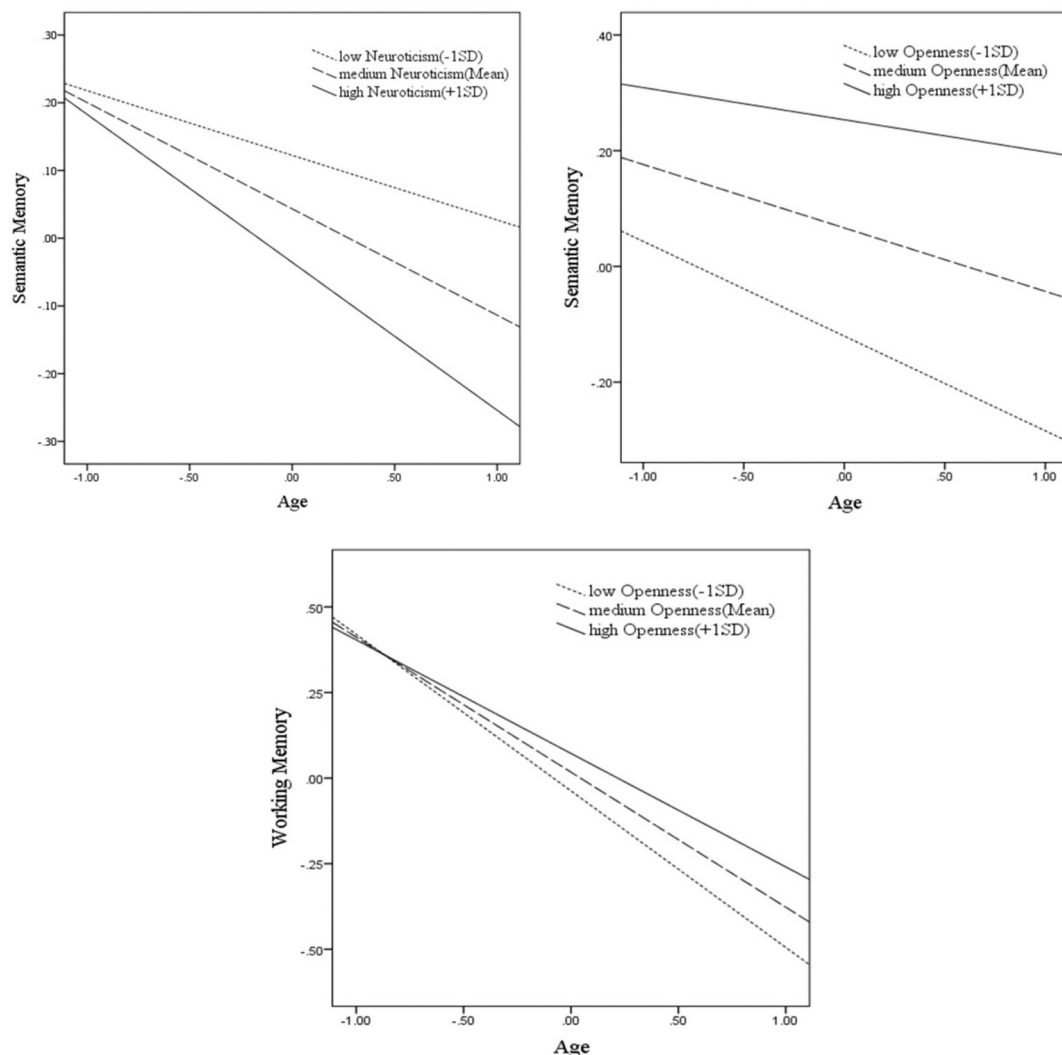 .30
.20
.10
.00
-.10
-.20
-.30
Semantic Memory
low Neuroticism(-1SD)
medium Neuroticism(Mean)
high Neuroticism(+1SD)
-1.00 -.50 .00 .50 1.00
Age
.40
.20
.00
-.20
Semantic Memory
low Openness(-1SD)
medium Openness(Mean)
high Openness(+1SD)
-1.00 -.50 .00 .50 1.00
Age
.50
.25
.00
-.25
-.50
Working Memory
low Openness(-1SD)
medium Openness(Mean)
high Openness(+1SD)
-1.00 -.50 .00 .50 1.00
Age